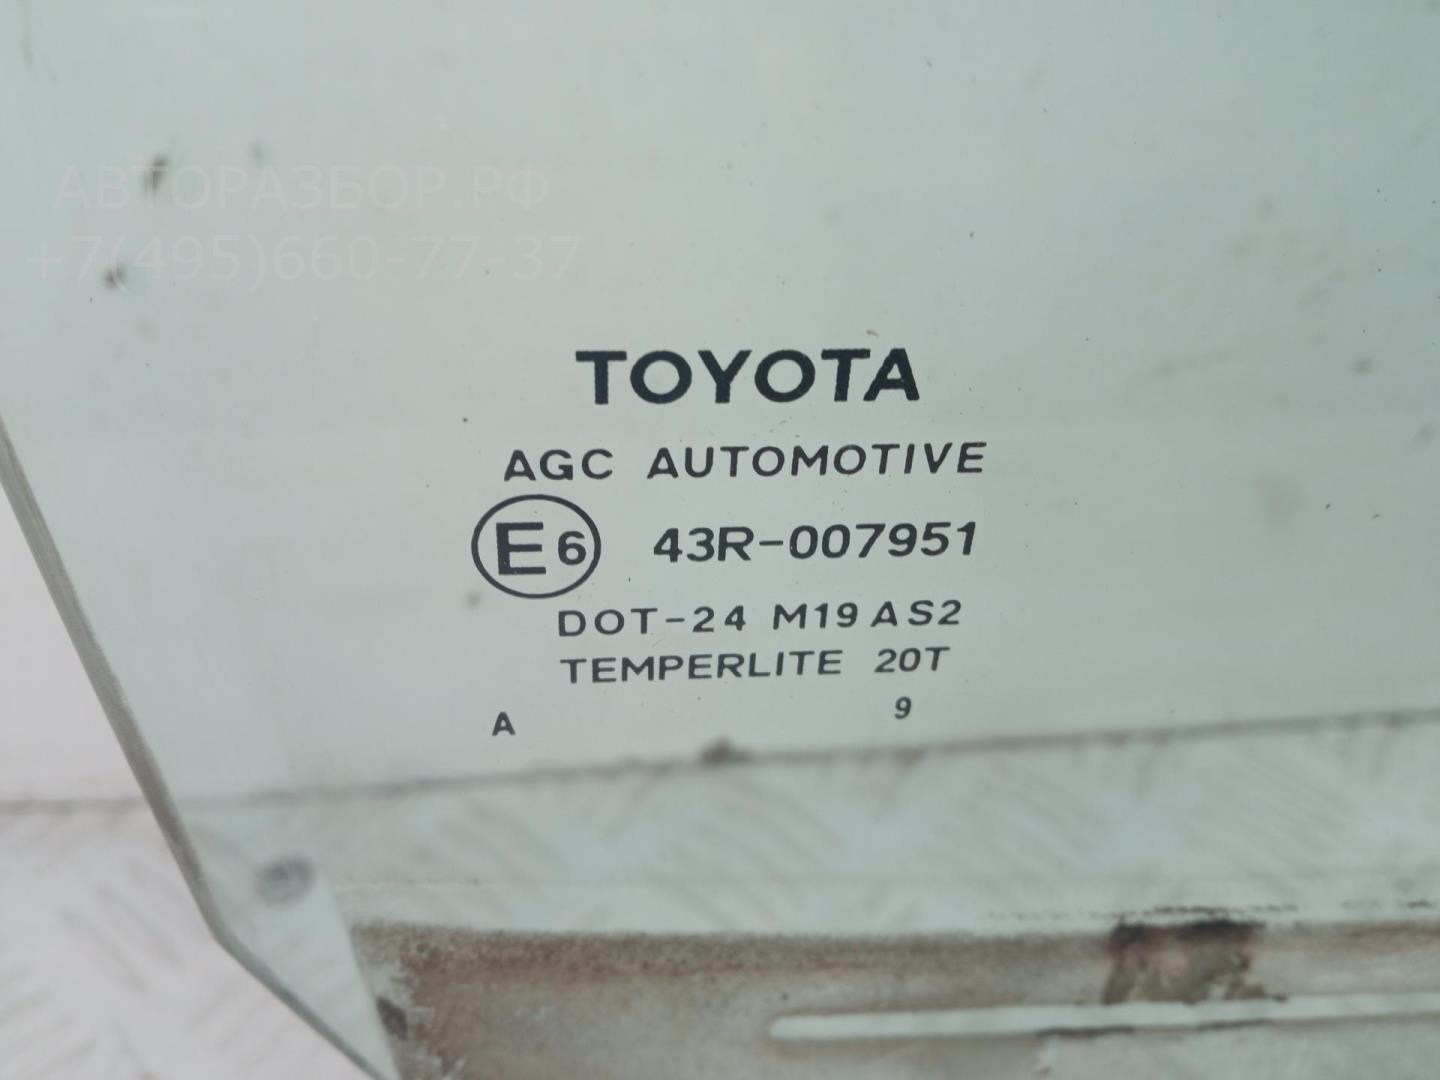 АВТОРАЗБОР.РФ
+7(495)660-77-37
TOYOTA
AGC AUTOMOTIVE
E6 43R-007951
DOT-24 M19 AS2
TEMPERLITE 20T
A 9